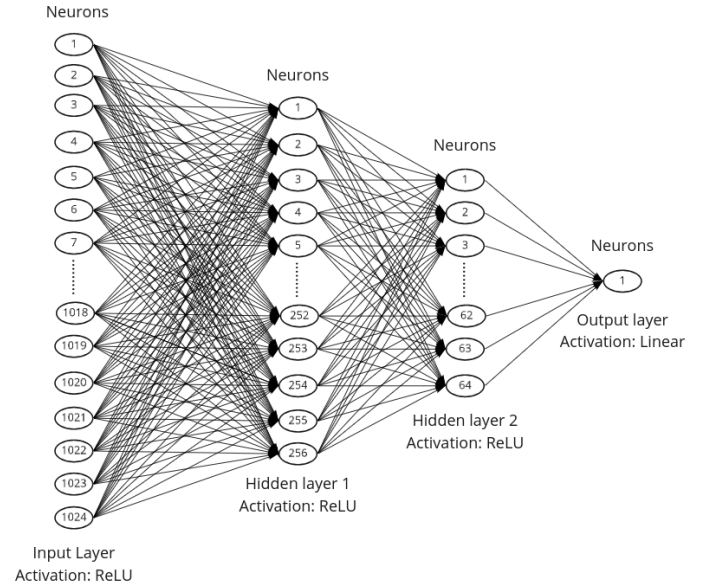 Neurons
1
2
3
4
5
6
7
1018
1019
1020
1021
1022
1023
1024
Input Layer
Activation: ReLU
Neurons
1
2
3
4
5
252
253
254
255
256
Hidden layer 1
Activation: ReLU
Neurons
1
2
3
62
63
64
Hidden layer 2
Activation: ReLU
Neurons
1
Output layer
Activation: Linear